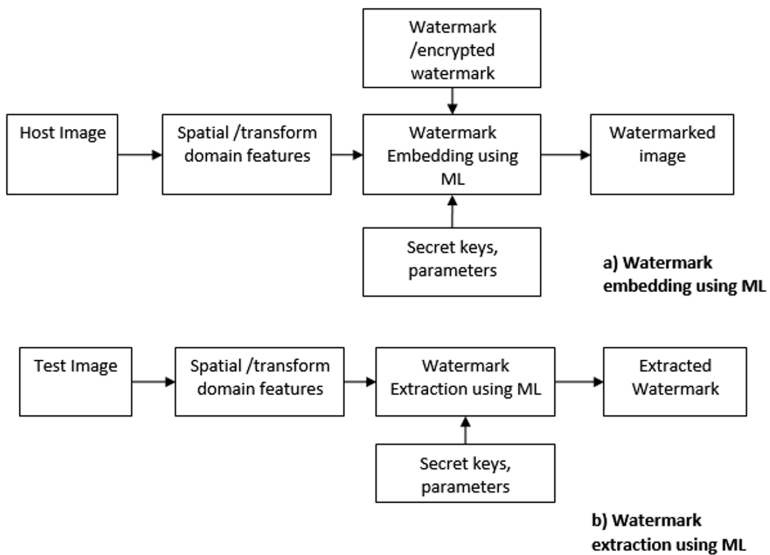 Watermark
/encrypted
watermark
Host Image
Spatial /transform
domain features
Watermark
Embedding using
ML
Watermarked
image
Secret keys,
parameters
a) Watermark
embedding using ML
Test Image
Spatial /transform
domain features
Watermark
Extraction using ML
Extracted
Watermark
Secret keys,
parameters
b) Watermark
extraction using ML